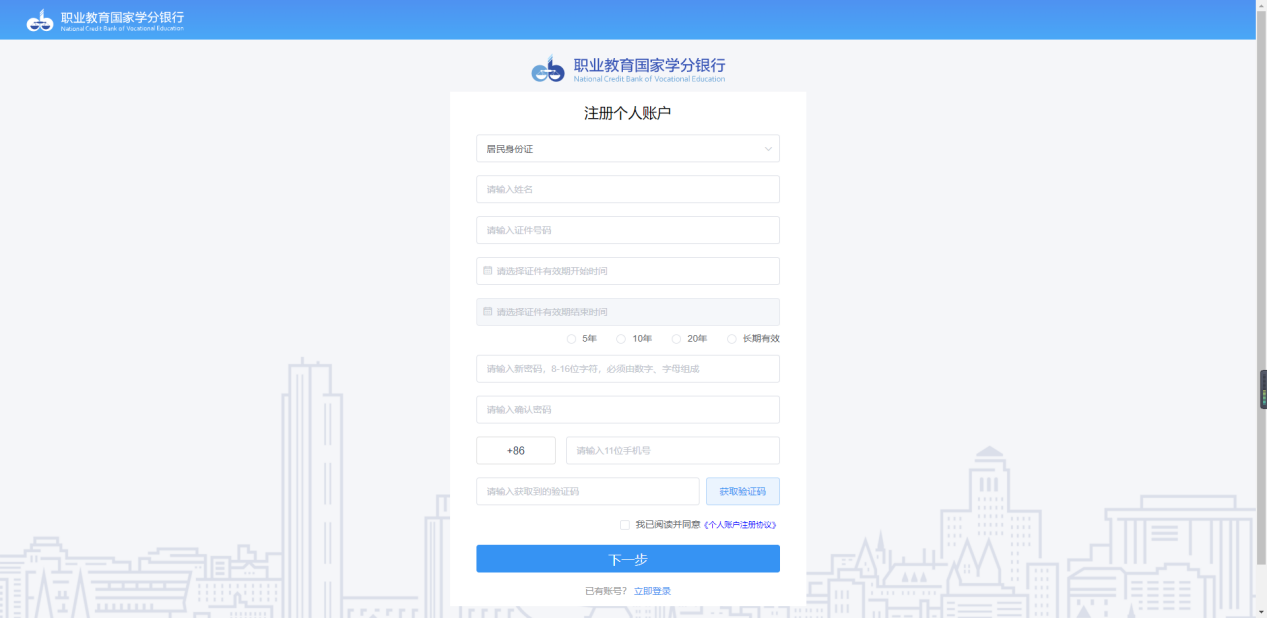 职业教育国家学分银行
National Credit Bank of Vocational Education
职业教育国家学分银行
National Credit Bank of Vocational Education
注册个人账户
居民身份证
请输入姓名
请输入证件号码
请选择证件有效期开始时间
请选择证件有效期结束时间
5年 10年 20年 长期有效
请输入新密码，8-16位字符，必须由数字、字母组成
请输入确认密码
+86 请输入11位手机号
请输入获取到的验证码 获取验证码
我已阅读并同意《个人账户注册协议》
下一步
已有账号？ 立即登录